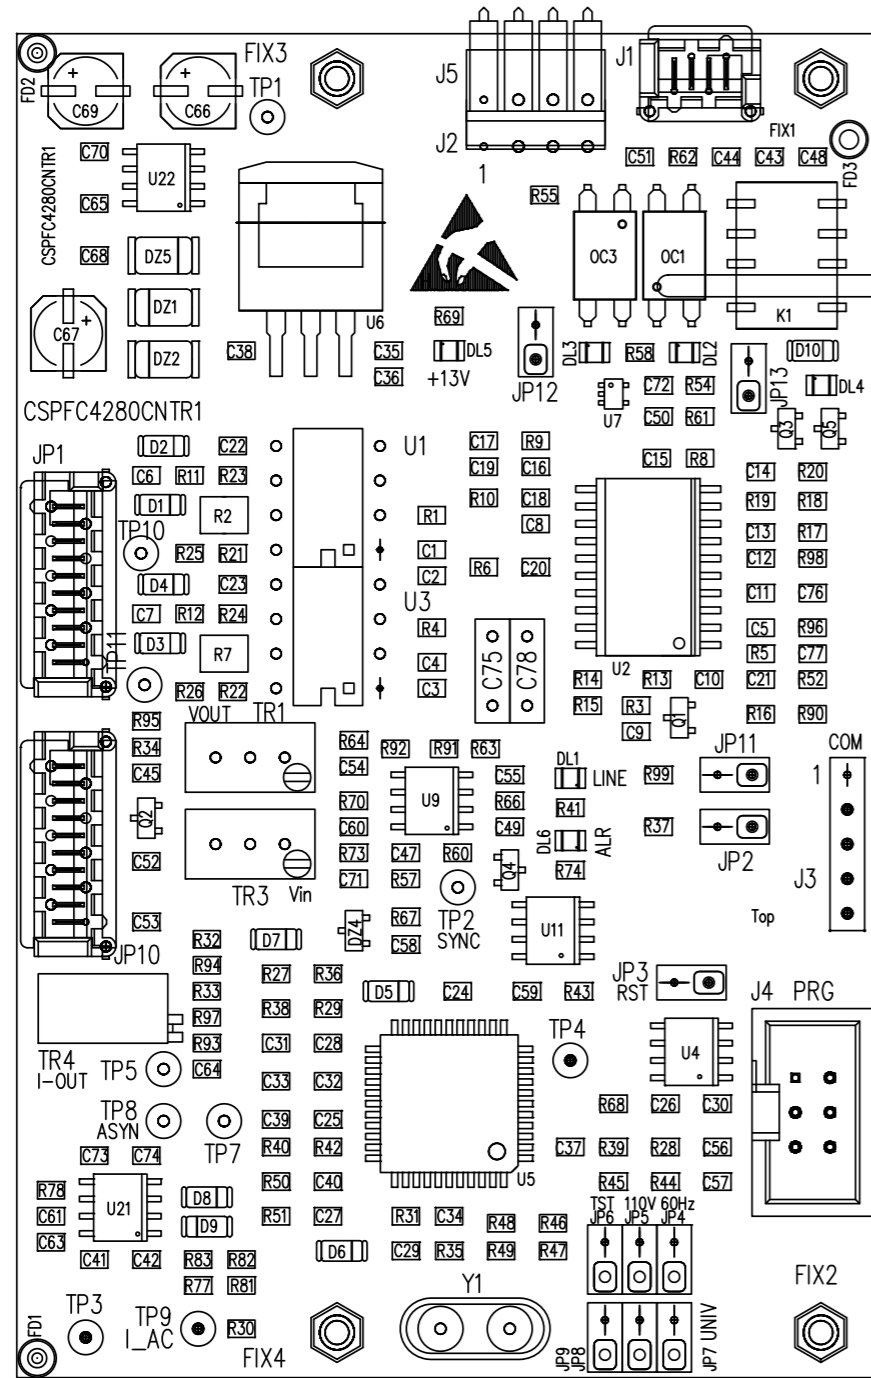 FD2
C69
C66
FIX3
TP1
J5
J2
1
J1
FIX1
FD3
C70
U22
C65
C68
CSPFC4280CNTR1
DZ5
DZ1
DZ2
C67
U6
C38
C35
C36
R55
C51 R62 C44 C43 C48
OC3
OC1
K1
R69
DL5
+13V
JP12
DL3
R58
DL2
JP13
D10
DL4
U7
C72 R54
C50 R61
Q3
Q5
CSPFC4280CNTR1
JP1
D2 C22
C6 R11 R23
D1
R2
TP10
R25 R21
D4 C23
C7 R12 R24
TP11
D3
R7
R26 R22
U1
R1
C1
C2
U3
R4
C4
C3
C17 R9
C19 C16
R10 C18
C8
R6 C20
C75
C78
C15 R8
U2
C14 R20
R19 R18
C13 R17
C12 R98
C11 C76
C5 R96
R5 C77
C21 R52
R16 R90
R14 R13 C10
R15 R3
C9
Q1
R95
R34
C45
Q2
C52
C53
VOUT TR1
TR3 Vin
R64
C54
R70
C60
R73
C71
R92 R91 R63
U9
C55
R66
C49
C47 R60
R57
DL1
LINE
R41
DL6
ALR
R74
Q4
R99
JP11
R37
JP2
COM
1
J3
Top
TP2
SYNC
R67
C58
DZ4
U11
JP10
R32
R94
R33
R97
R93
C64
D7
R27 R36
R38 R29
C31 C28
C33 C32
C39 C25
R40 R42
R50 C40
R51 C27
D5 C24
C59 R43
JP3
RST
J4 PRG
TR4
I-OUT
TP5
TP8
ASYN
TP7
U5
TP4
U4
R68 C26 C30
C37 R39 R28 C56
R45 R44 C57
C73 C74
R78
C61
C63
U21
C41 C42
D8
D9
R83 R82
R77 R81
R30
D6
R31 C34
C29 R35
R48 R46
R49 R47
TST 110V 60Hz
JP6 JP5 JP4
FIX2
Y1
TP3
TP9
I_AC
FD1
FIX4
JP9
JP8
JP7 UNIV